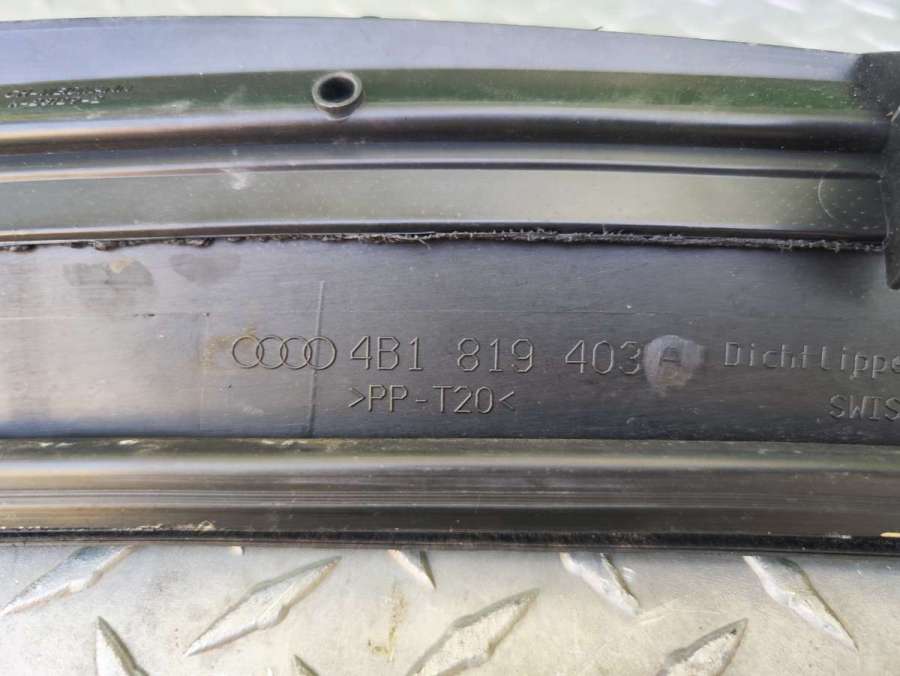 4B1 819 403 A Dichtlippe
>PP-T20< SWIS